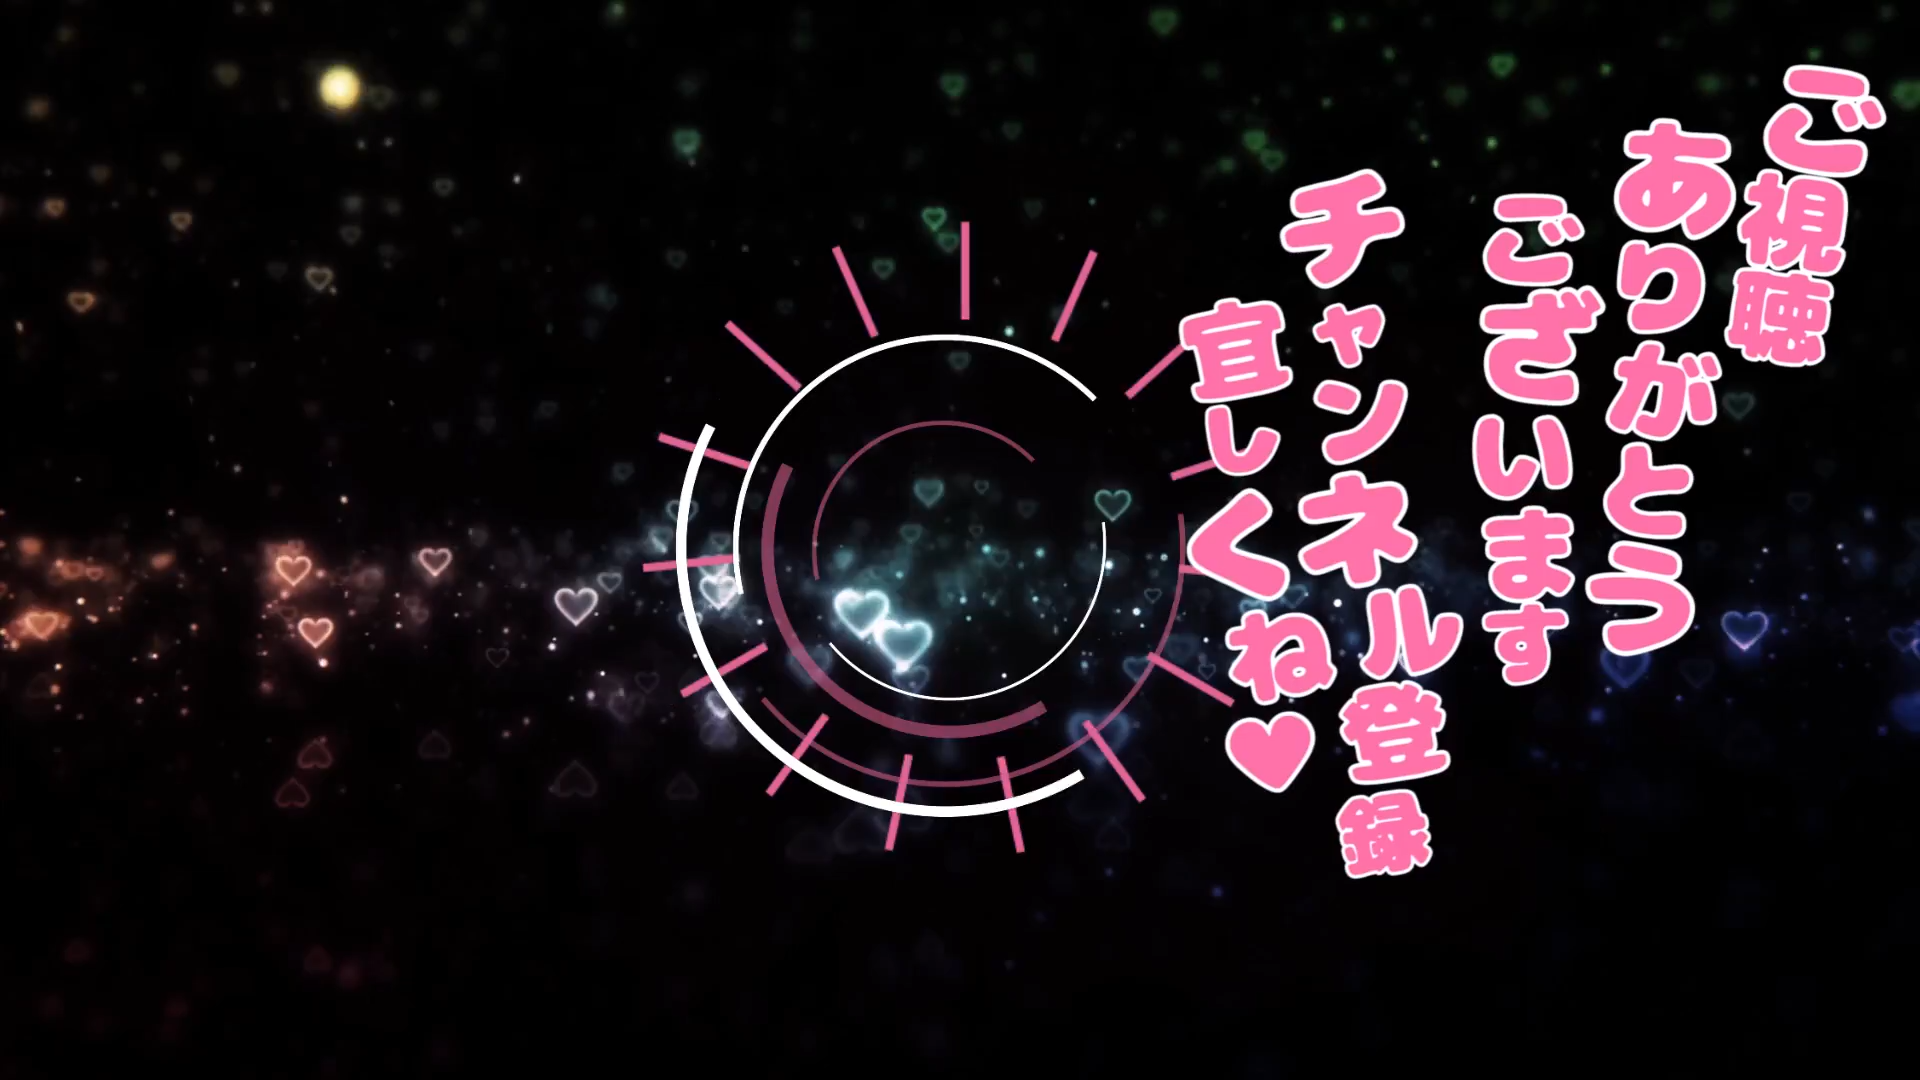 ご視聴
ありがとう
ございます
チャンネル登録
宜しくね♥